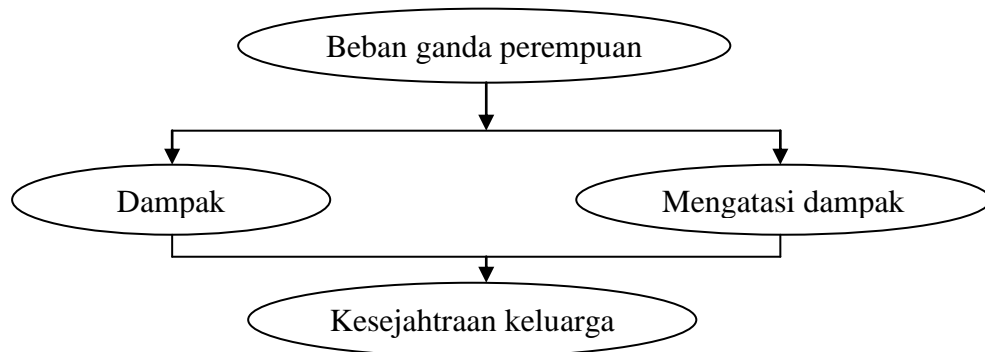 Beban ganda perempuan
Dampak
Mengatasi dampak
Kesejahtraan keluarga